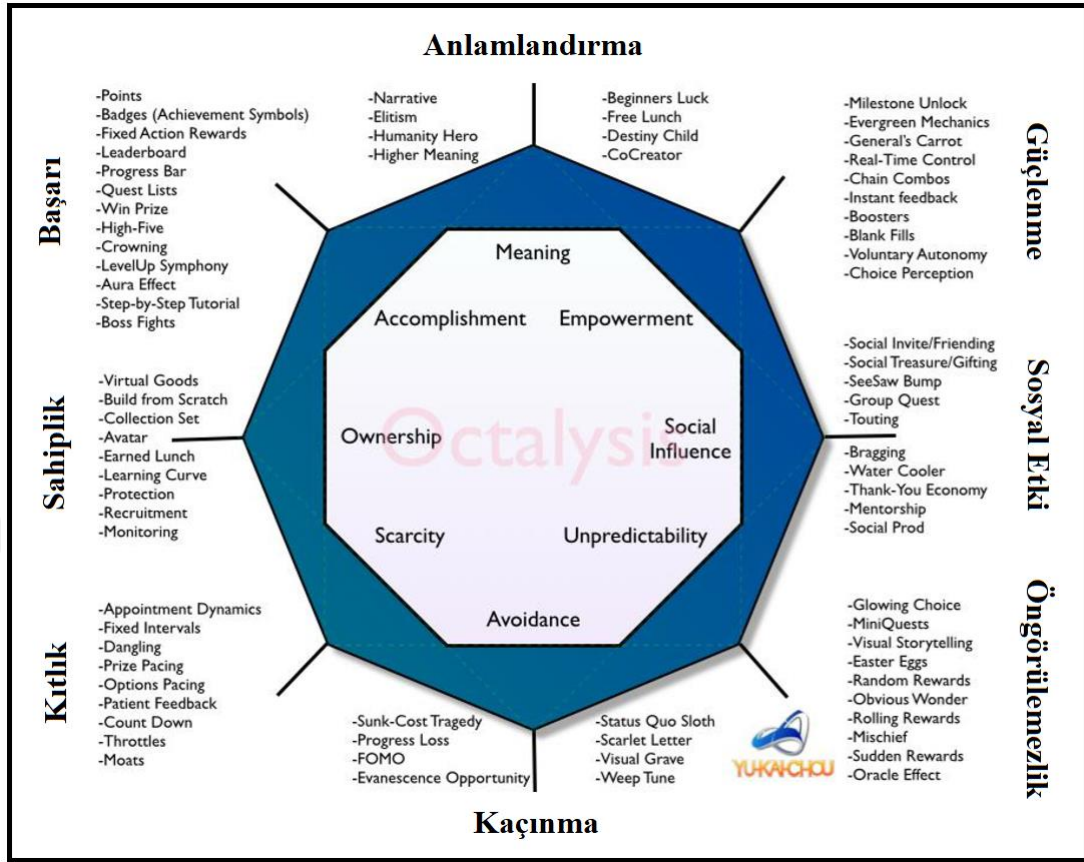 Anlamlandırma
Başarı
-Points
-Badges (Achievement Symbols)
-Fixed Action Rewards
-Leaderboard
-Progress Bar
-Quest Lists
-Win Prize
-High-Five
-Crowning
-LevelUp Symphony
-Aura Effect
-Step-by-Step Tutorial
-Boss Fights
-Narrative
-Elitism
-Humanity Hero
-Higher Meaning
-Beginners Luck
-Free Lunch
-Destiny Child
-CoCreator
-Milestone Unlock
-Evergreen Mechanics
-General's Carrot
-Real-Time Control
-Chain Combos
-Instant feedback
-Boosters
-Blank Fills
-Voluntary Autonomy
-Choice Perception
Güçlenme
Meaning
Accomplishment
Empowerment
Ownership
Octalysis
Social
Influence
Scarcity
Unpredictability
Avoidance
Sahiplik
-Virtual Goods
-Build from Scratch
-Collection Set
-Avatar
-Earned Lunch
-Learning Curve
-Protection
-Recruitment
-Monitoring
-Social Invite/Friending
-Social Treasure/Gifting
-SeeSaw Bump
-Group Quest
-Touting
-Bragging
-Water Cooler
-Thank-You Economy
-Mentorship
-Social Prod
Sosyal Etki
Kıtlık
-Appointment Dynamics
-Fixed Intervals
-Dangling
-Prize Pacing
-Options Pacing
-Patient Feedback
-Count Down
-Throttles
-Moats
-Sunk-Cost Tragedy
-Progress Loss
-FOMO
-Evanescence Opportunity
-Status Quo Sloth
-Scarlet Letter
-Visual Grave
-Weep Tune
YU-KAI-CHOU
-Glowing Choice
-MiniQuests
-Visual Storytelling
-Easter Eggs
-Random Rewards
-Obvious Wonder
-Rolling Rewards
-Mischief
-Sudden Rewards
-Oracle Effect
Öngörülemezlik
Kaçınma